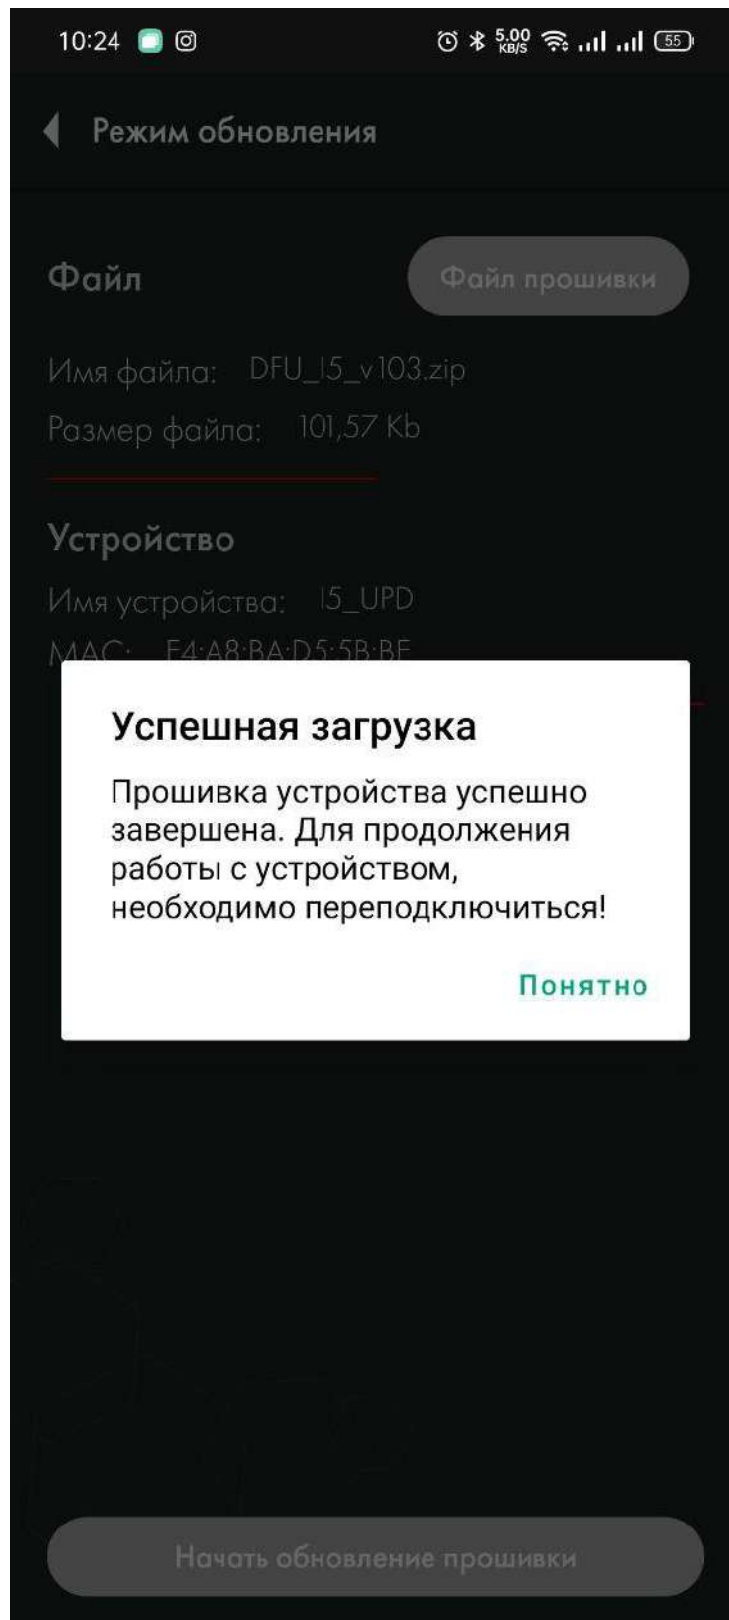 10:24
5.00
KB/S
55
Режим обновления
Файл
Файл прошивки
Имя файла: DFU_I5_v103.zip
Размер файла: 101,57 Kb
Устройство
Имя устройства: I5_UPD
MAC: F4:A8:BA:D5:5B:BF
Успешная загрузка
Прошивка устройства успешно
завершена. Для продолжения
работы с устройством,
необходимо переподключиться!
Понятно
Начать обновление прошивки